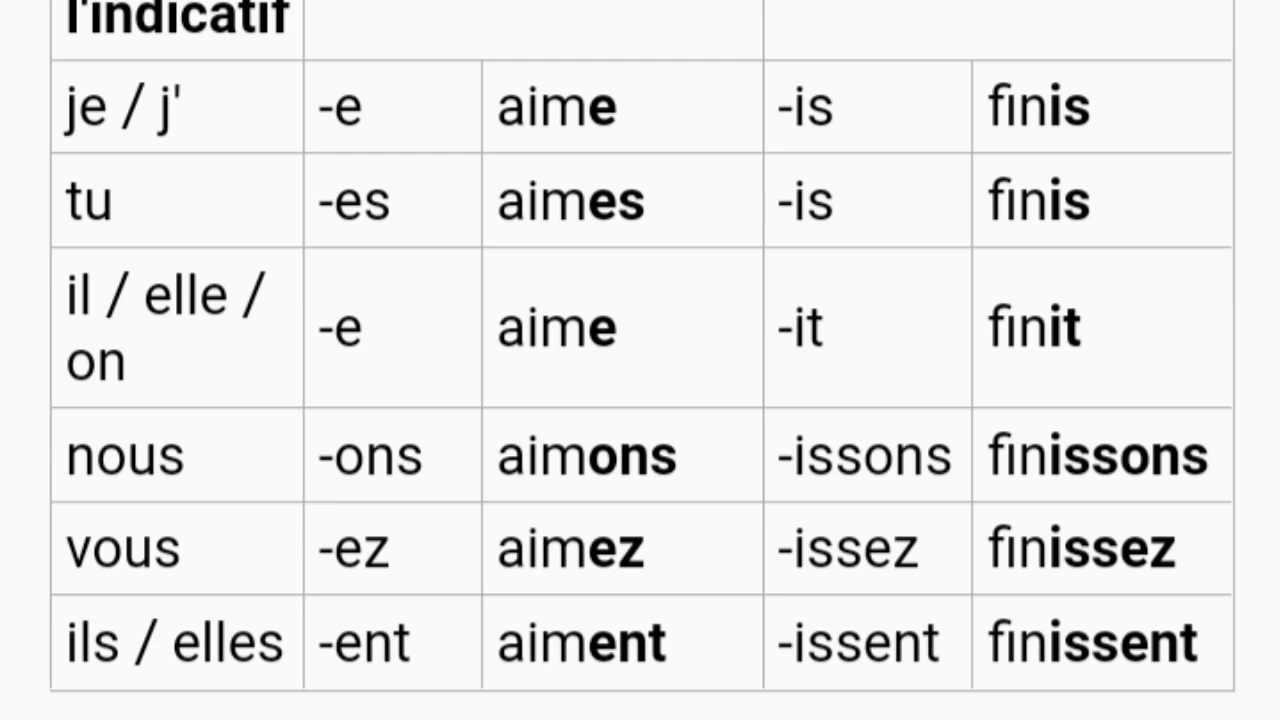 l'indicatif
je / j' -e aime -is finis
tu -es aimes -is finis
il / elle /
on -e aime -it finit
nous -ons aimons -issons finissons
vous -ez aimez -issez finissez
ils / elles -ent aiment -issent finissent